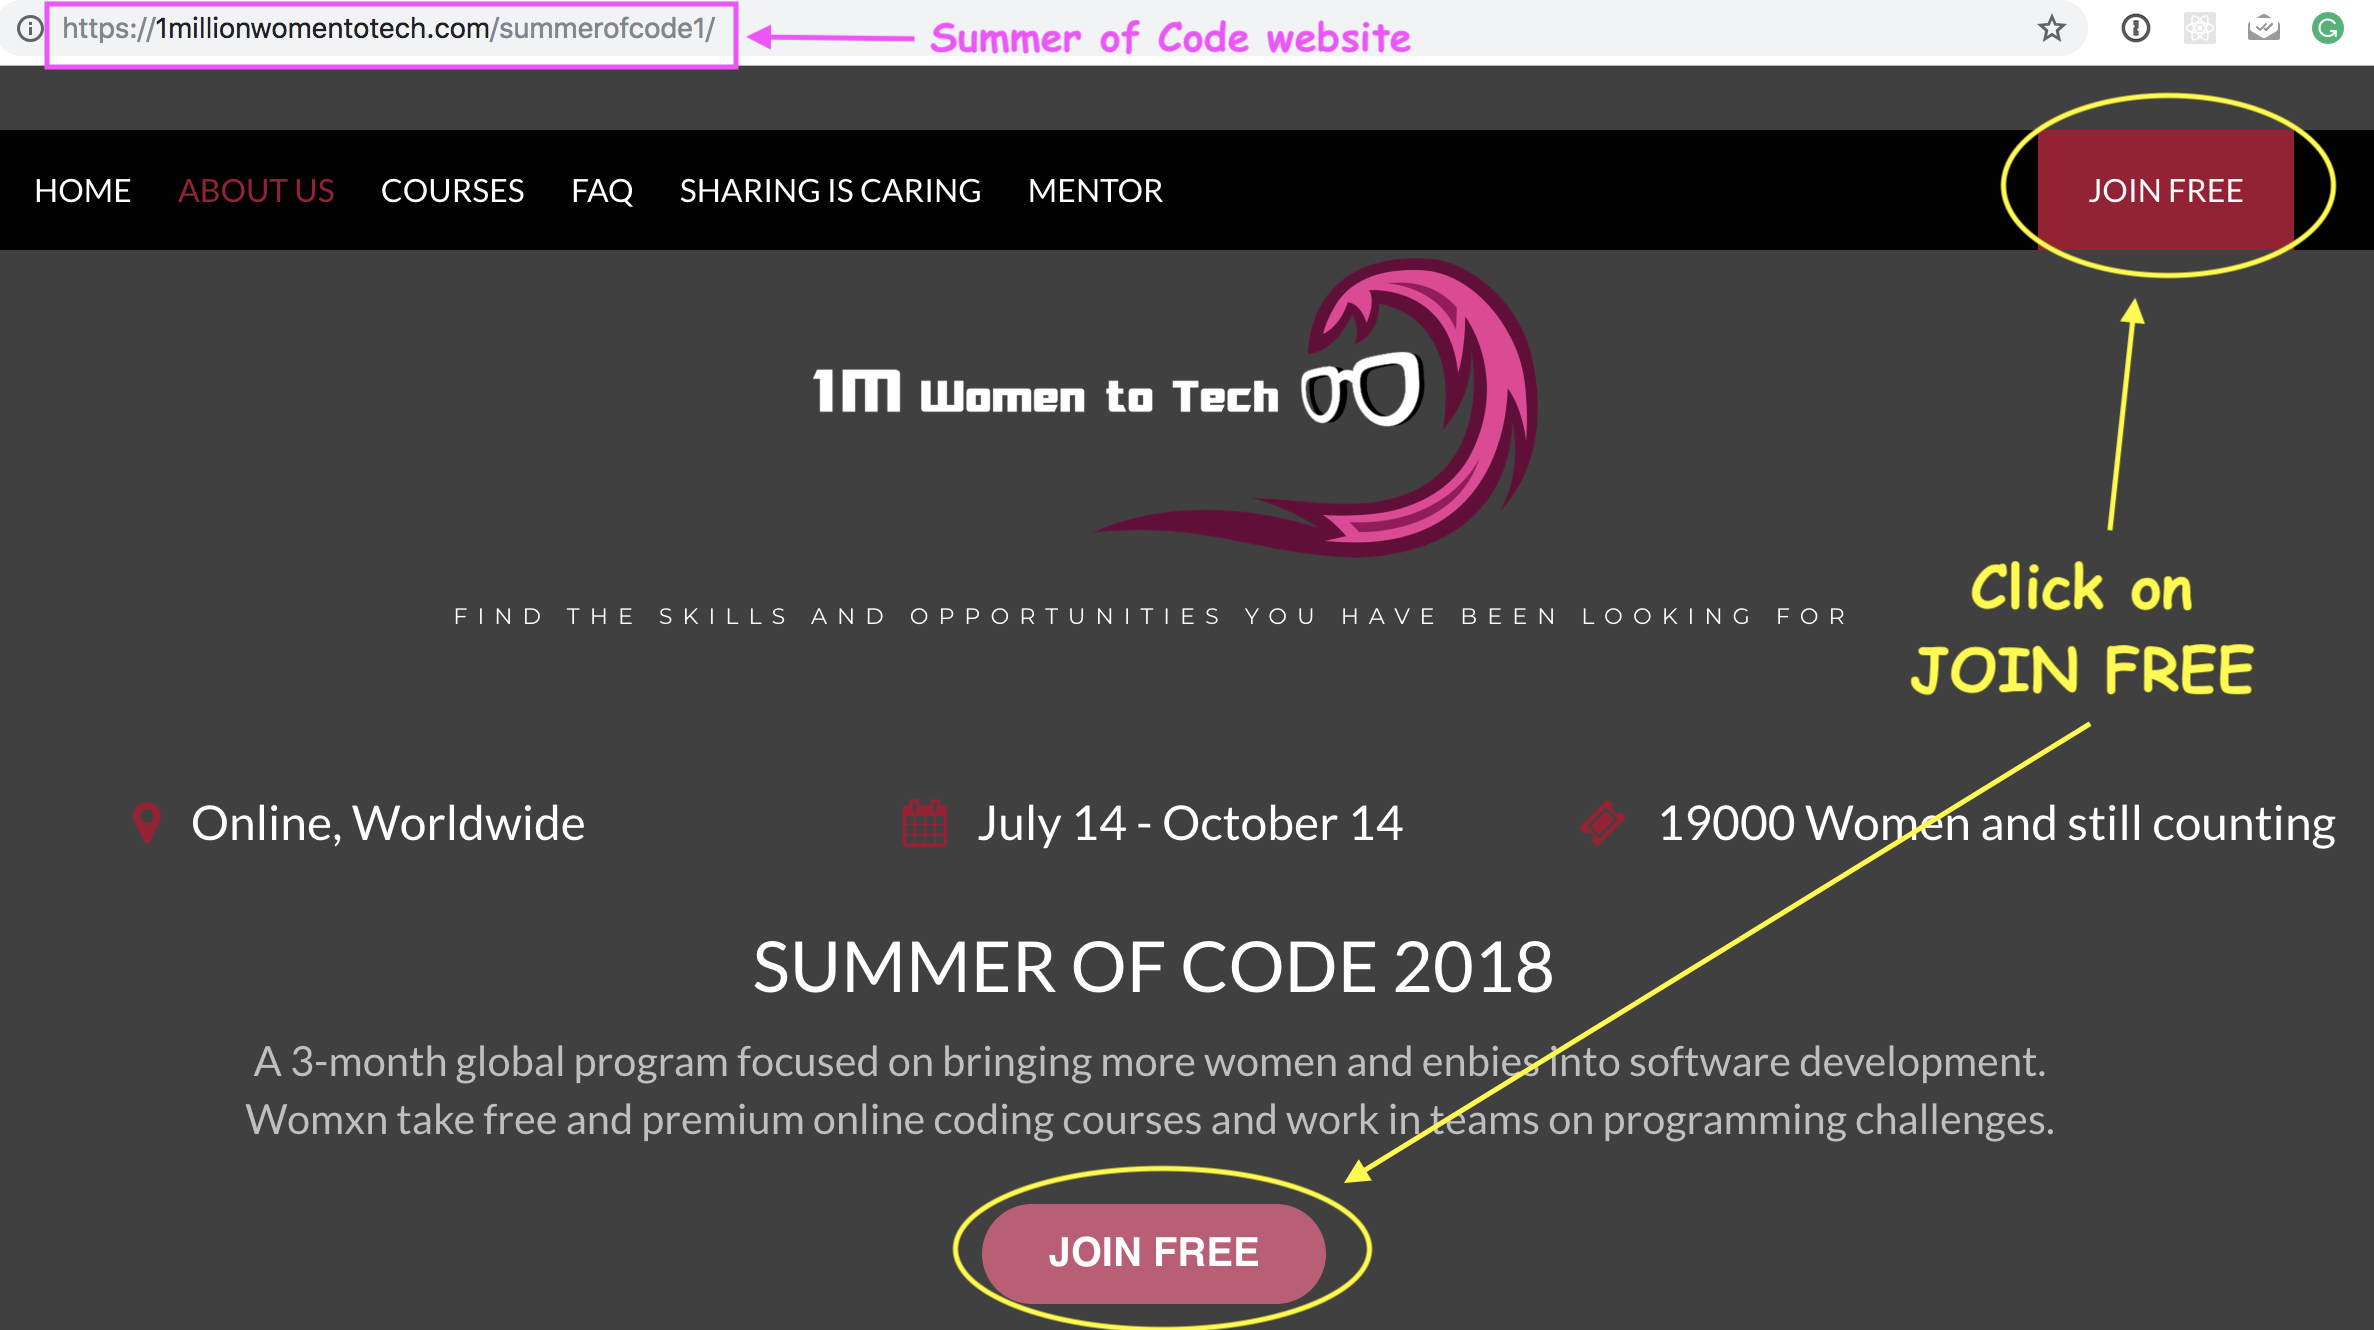 https://1millionwomentotech.com/summerofcode1/
Summer of Code website
HOME ABOUT US COURSES FAQ SHARING IS CARING MENTOR JOIN FREE
1M Women to Tech
FIND THE SKILLS AND OPPORTUNITIES YOU HAVE BEEN LOOKING FOR
Click on
JOIN FREE
Online, Worldwide July 14 - October 14 19000 Women and still counting
SUMMER OF CODE 2018
A 3-month global program focused on bringing more women and enbies into software development.
Womxn take free and premium online coding courses and work in teams on programming challenges.
JOIN FREE